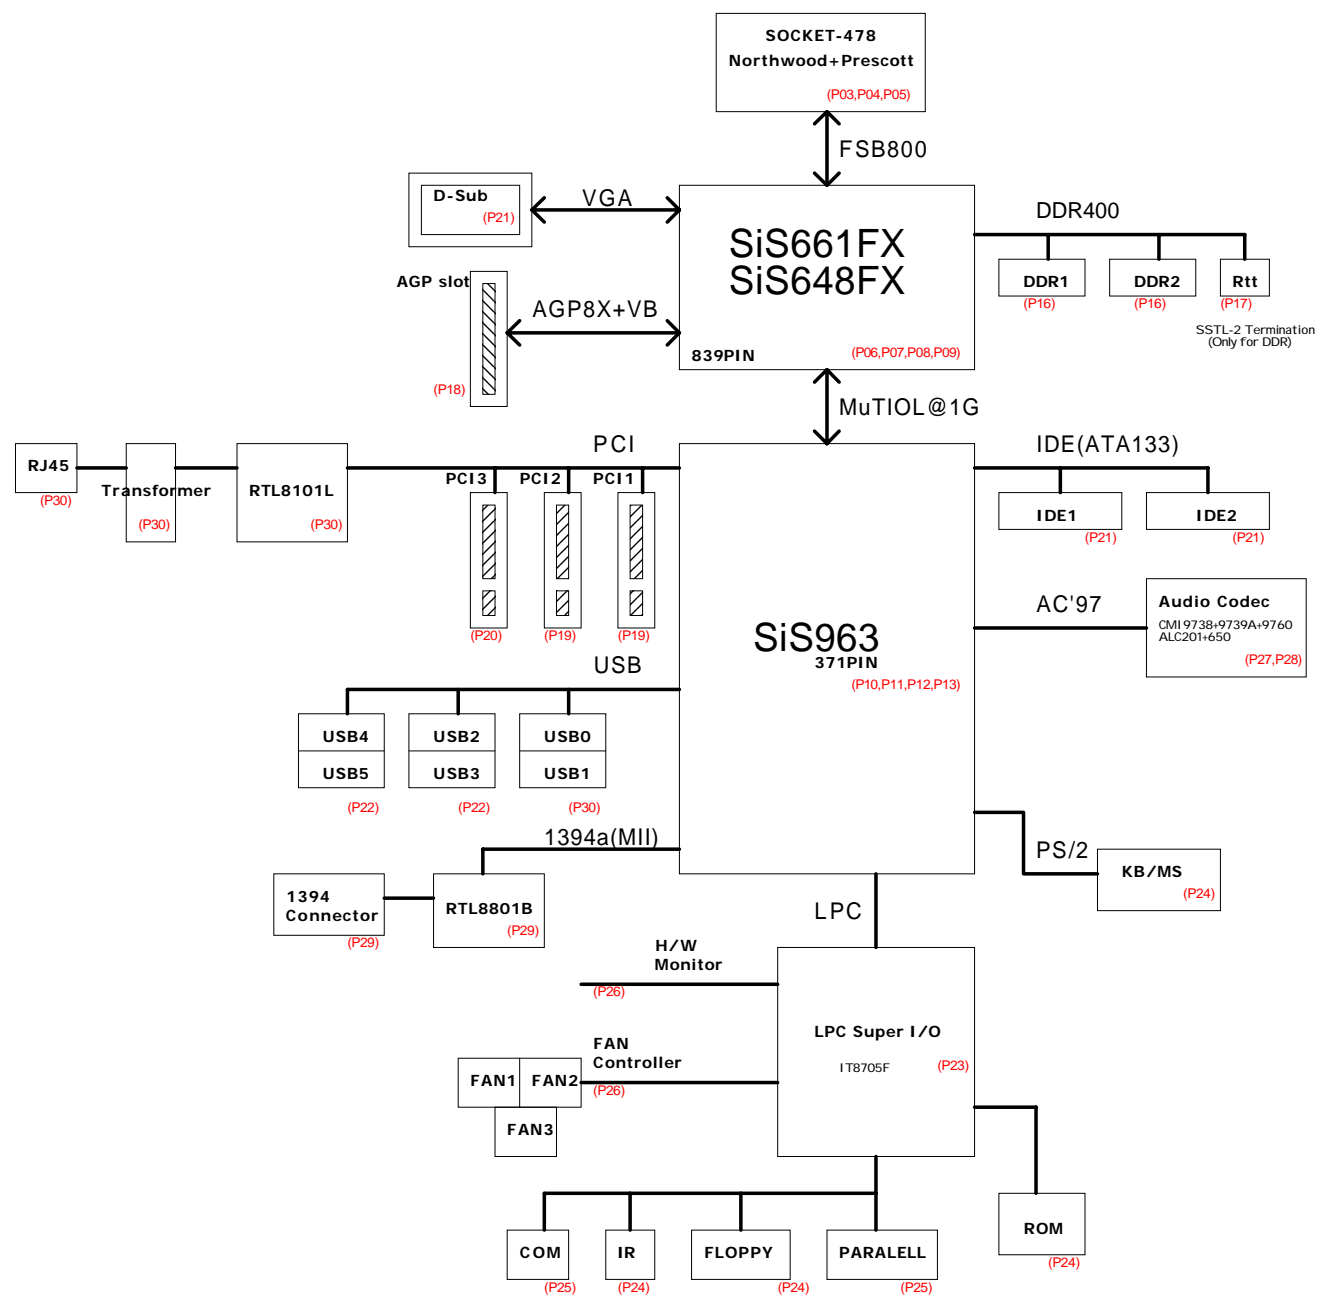 SOCKET-478
Northwood+Prescott
(P03,P04,P05)
FSB800
D-Sub
(P21)
VGA
SiS661FX
SiS648FX
839PIN
(P06,P07,P08,P09)
DDR400
DDR1
(P16)
DDR2
(P16)
Rtt
(P17)
SSTL-2 Termination
(Only for DDR)
AGP slot
(P18)
AGP8X+VB
MuTIOL@1G
RJ45
(P30)
Transformer
(P30)
RTL8101L
(P30)
PCI
PCI3
(P20)
PCI2
(P19)
PCI1
(P19)
IDE(ATA133)
IDE1
(P21)
IDE2
(P21)
SiS963
371PIN
(P10,P11,P12,P13)
AC'97
Audio Codec
CMI9738+9739A+9760
ALC201+650
(P27,P28)
USB
USB4
USB5
(P22)
USB2
USB3
(P22)
USB0
USB1
(P30)
1394a(MII)
1394
Connector
(P29)
RTL8801B
(P29)
PS/2
KB/MS
(P24)
LPC
H/W
Monitor
(P26)
LPC Super I/O
IT8705F
(P23)
FAN
Controller
(P26)
FAN1
FAN2
FAN3
COM
(P25)
IR
(P24)
FLOPPY
(P24)
PARALELL
(P25)
ROM
(P24)